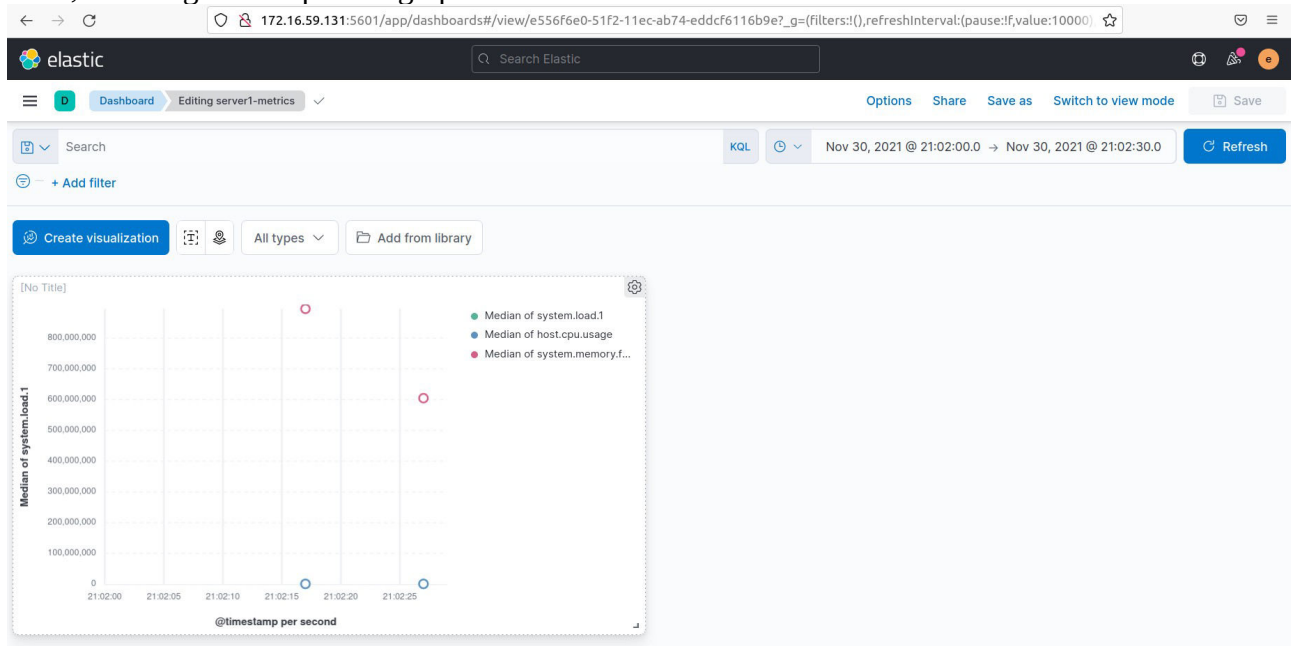 172.16.59.131:5601/app/dashboards#/view/e556f6e0-51f2-11ec-ab74-eddcf6116b9e?_g=(filters:!(),refreshInterval:(pause:!f,value:10000)
elastic
Search Elastic
e
D
Dashboard
Editing server1-metrics
Options
Share
Save as
Switch to view mode
Save
Search
KQL
Nov 30, 2021 @ 21:02:00.0 → Nov 30, 2021 @ 21:02:30.0
Refresh
+ Add filter
Create visualization
T
All types
Add from library
[No Title]
Median of system.load.1
Median of host.cpu.usage
Median of system.memory.f...
800,000,000
700,000,000
600,000,000
500,000,000
400,000,000
300,000,000
200,000,000
100,000,000
0
Median of system.load.1
21:02:00
21:02:05
21:02:10
21:02:15
21:02:20
21:02:25
@timestamp per second